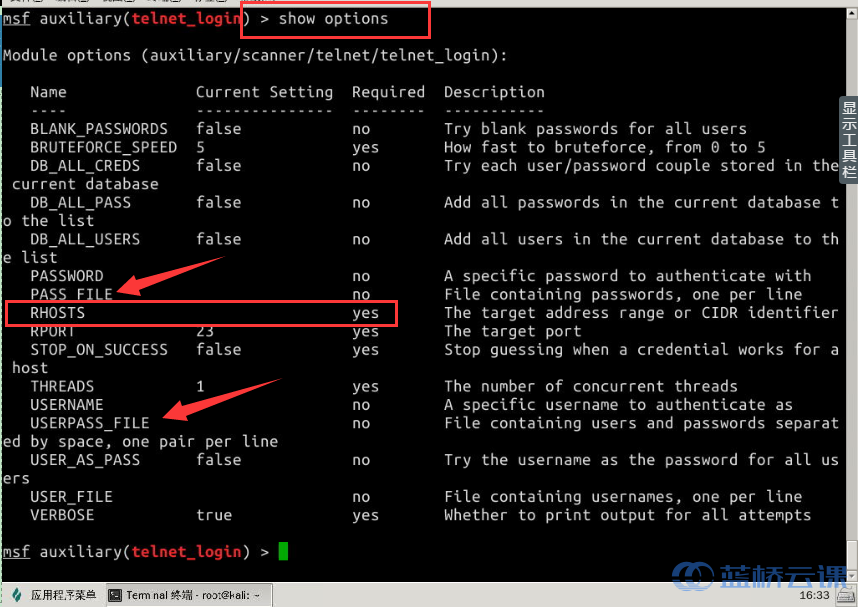 msf auxiliary(telnet_login) > show options
Module options (auxiliary/scanner/telnet/telnet_login):
Name Current Setting Required Description
---- --------------- -------- -----------
BLANK_PASSWORDS false no Try blank passwords for all users
BRUTEFORCE_SPEED 5 yes How fast to bruteforce, from 0 to 5
DB_ALL_CREDS false no Try each user/password couple stored in the
current database
DB_ALL_PASS false no Add all passwords in the current database t
o the list
DB_ALL_USERS false no Add all users in the current database to th
e list
PASSWORD no A specific password to authenticate with
PASS_FILE no File containing passwords, one per line
RHOSTS yes The target address range or CIDR identifier
RPORT 23 yes The target port
STOP_ON_SUCCESS false yes Stop guessing when a credential works for a
host
THREADS 1 yes The number of concurrent threads
USERNAME no A specific username to authenticate as
USERPASS_FILE no File containing users and passwords separat
ed by space, one pair per line
USER_AS_PASS false no Try the username as the password for all us
ers
USER_FILE no File containing usernames, one per line
VERBOSE true yes Whether to print output for all attempts
msf auxiliary(telnet_login) >
显示工具栏
蓝桥云课
应用程序菜单 Terminal 终端 - root@kali: ~ 16:33